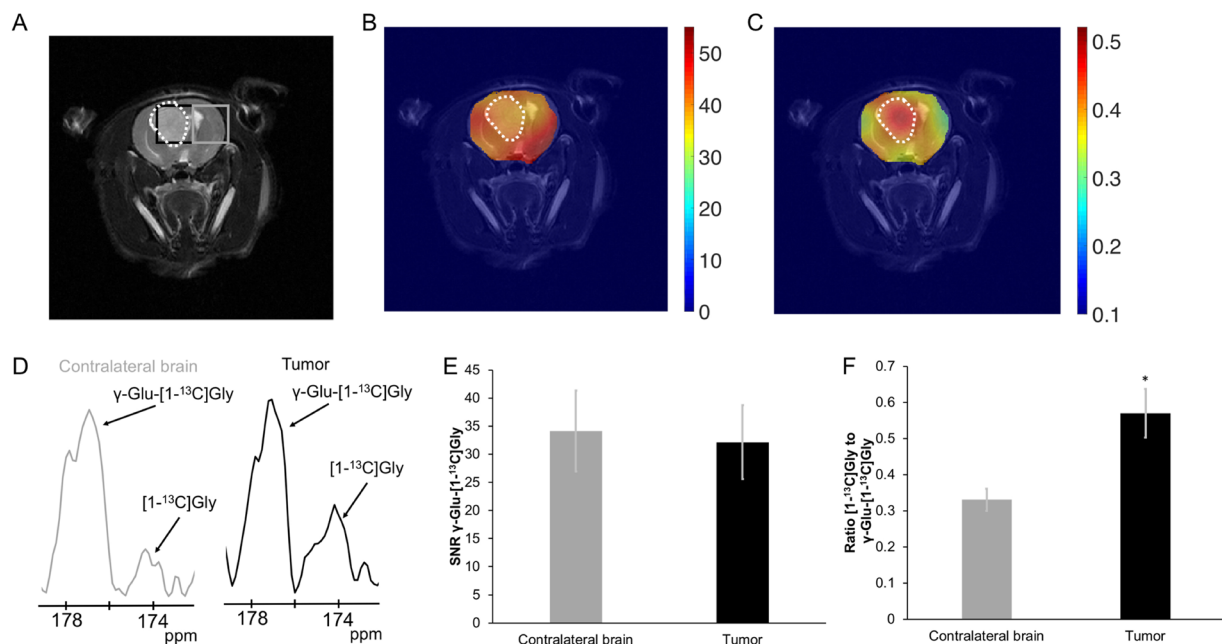 A
B
50
40
30
20
10
0
C
0.5
0.4
0.3
0.2
0.1
D
Contralateral brain
γ-Glu-[1-¹³C]Gly
[1-¹³C]Gly
178
174
ppm
Tumor
γ-Glu-[1-¹³C]Gly
[1-¹³C]Gly
178
174
ppm
E
SNR γ-Glu-[1-¹³C]Gly
45
40
35
30
25
20
15
10
5
0
Contralateral brain
Tumor
F
Ratio [1-¹³C]Gly to
γ-Glu-[1-¹³C]Gly
0.7
0.6
0.5
0.4
0.3
0.2
0.1
0
*
Contralateral brain
Tumor